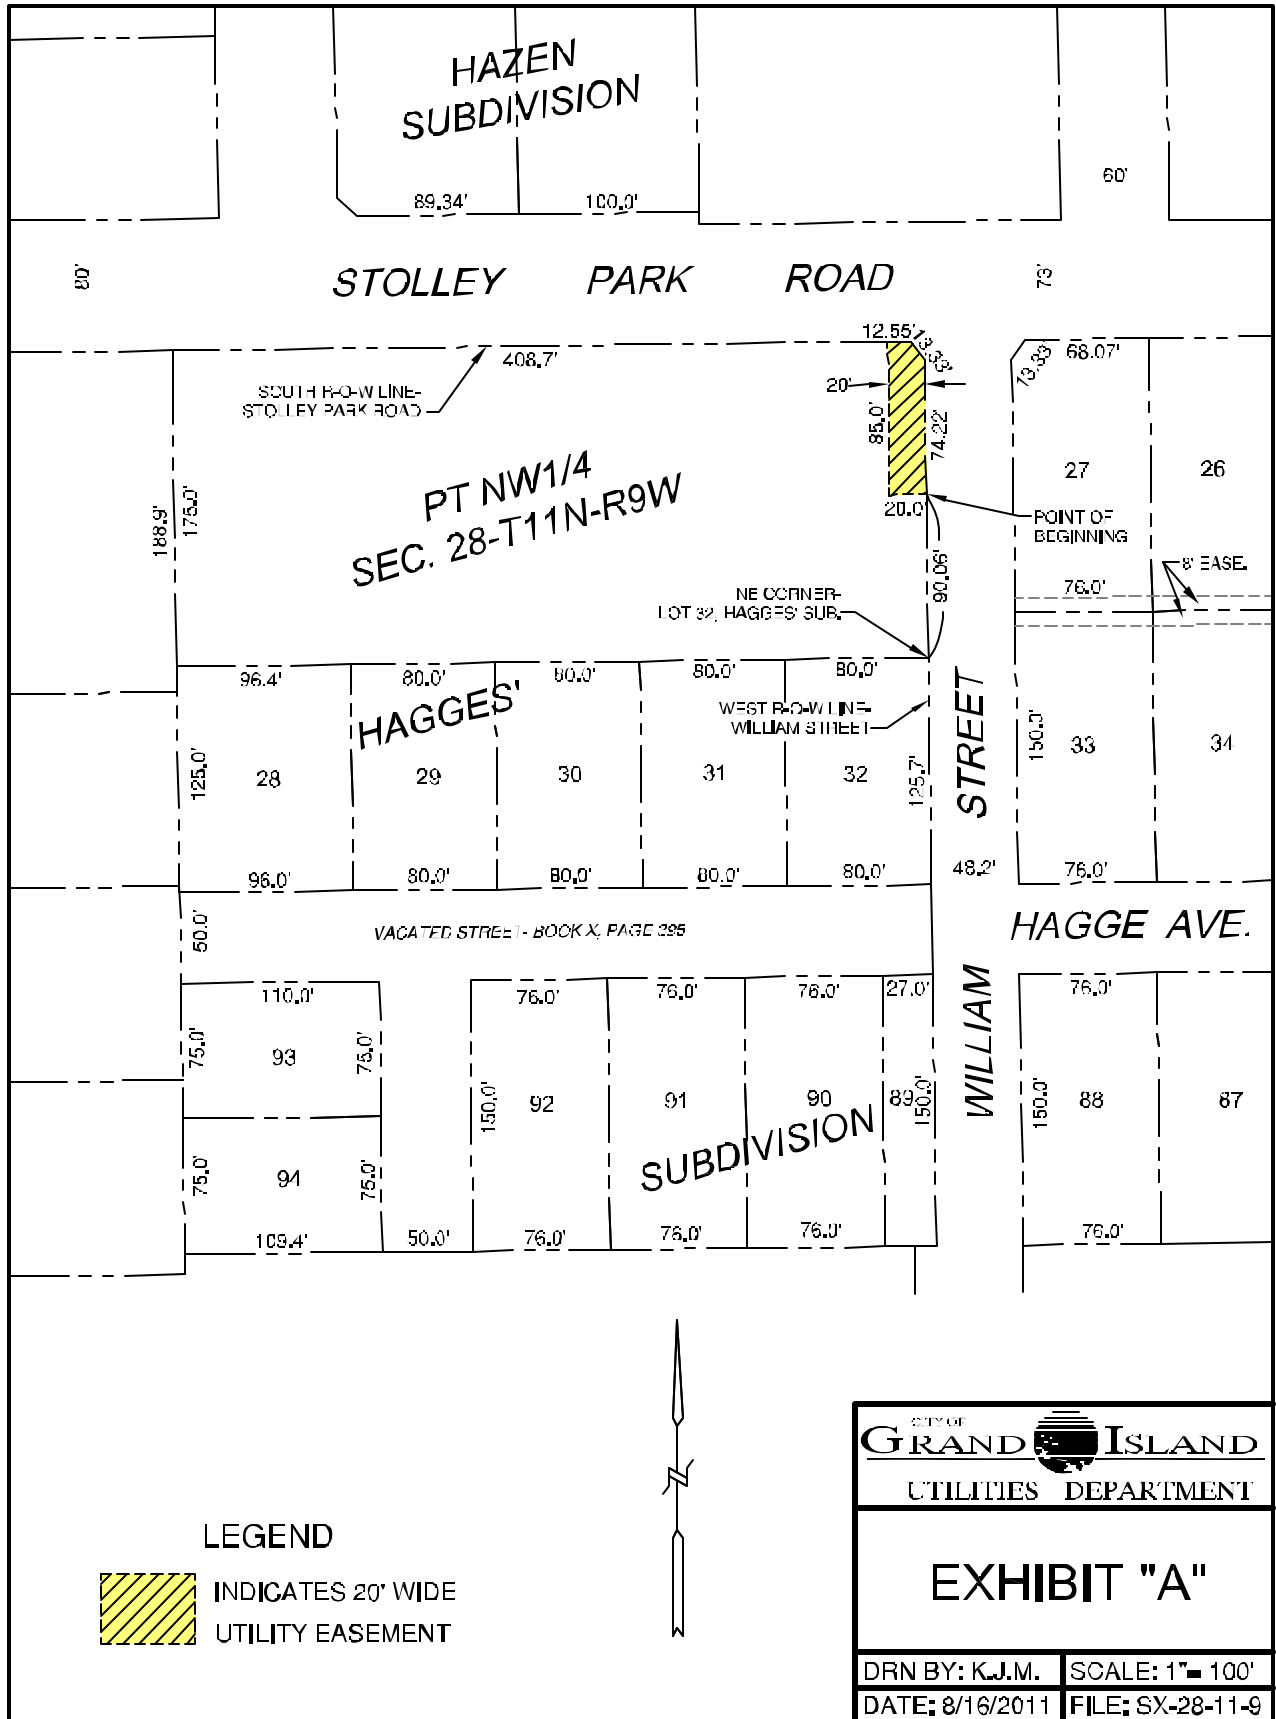 HAZEN
SUBDIVISION
89.34'
100.0'
60'
80'
STOLLEY PARK ROAD
73'
12.55'
13.33'
408.7'
SOUTH R-O-W LINE-
STOLLEY PARK ROAD
20'
85.0'
74.22'
20.0'
13.33'
68.07'
27
26
PT NW1/4
SEC. 28-T11N-R9W
188.9'
175.0'
POINT OF
BEGINNING
8' EASE.
76.0'
90.06'
NE CORNER-
LOT 32, HAGGES' SUB.
96.4'
80.0'
80.0'
80.0'
80.0'
HAGGES'
WEST R-O-W LINE-
WILLIAM STREET
125.0'
28
29
30
31
32
125.7'
STREET
150.0'
33
34
96.0'
80.0'
80.0'
80.0'
80.0'
48.2'
76.0'
50.0'
VACATED STREET- BOOK X, PAGE 295
HAGGE AVE.
110.0'
76.0'
76.0'
76.0'
27.0'
76.0'
WILLIAM
75.0'
93
75.0'
150.0'
92
91
90
89
150.0'
150.0'
88
87
SUBDIVISION
75.0'
94
75.0'
109.4'
50.0'
76.0'
76.0'
76.0'
76.0'
LEGEND
INDICATES 20' WIDE
UTILITY EASEMENT
CITY OF
GRAND ISLAND
UTILITIES DEPARTMENT
EXHIBIT "A"
DRN BY: K.J.M.
SCALE: 1"= 100'
DATE: 8/16/2011
FILE: SX-28-11-9